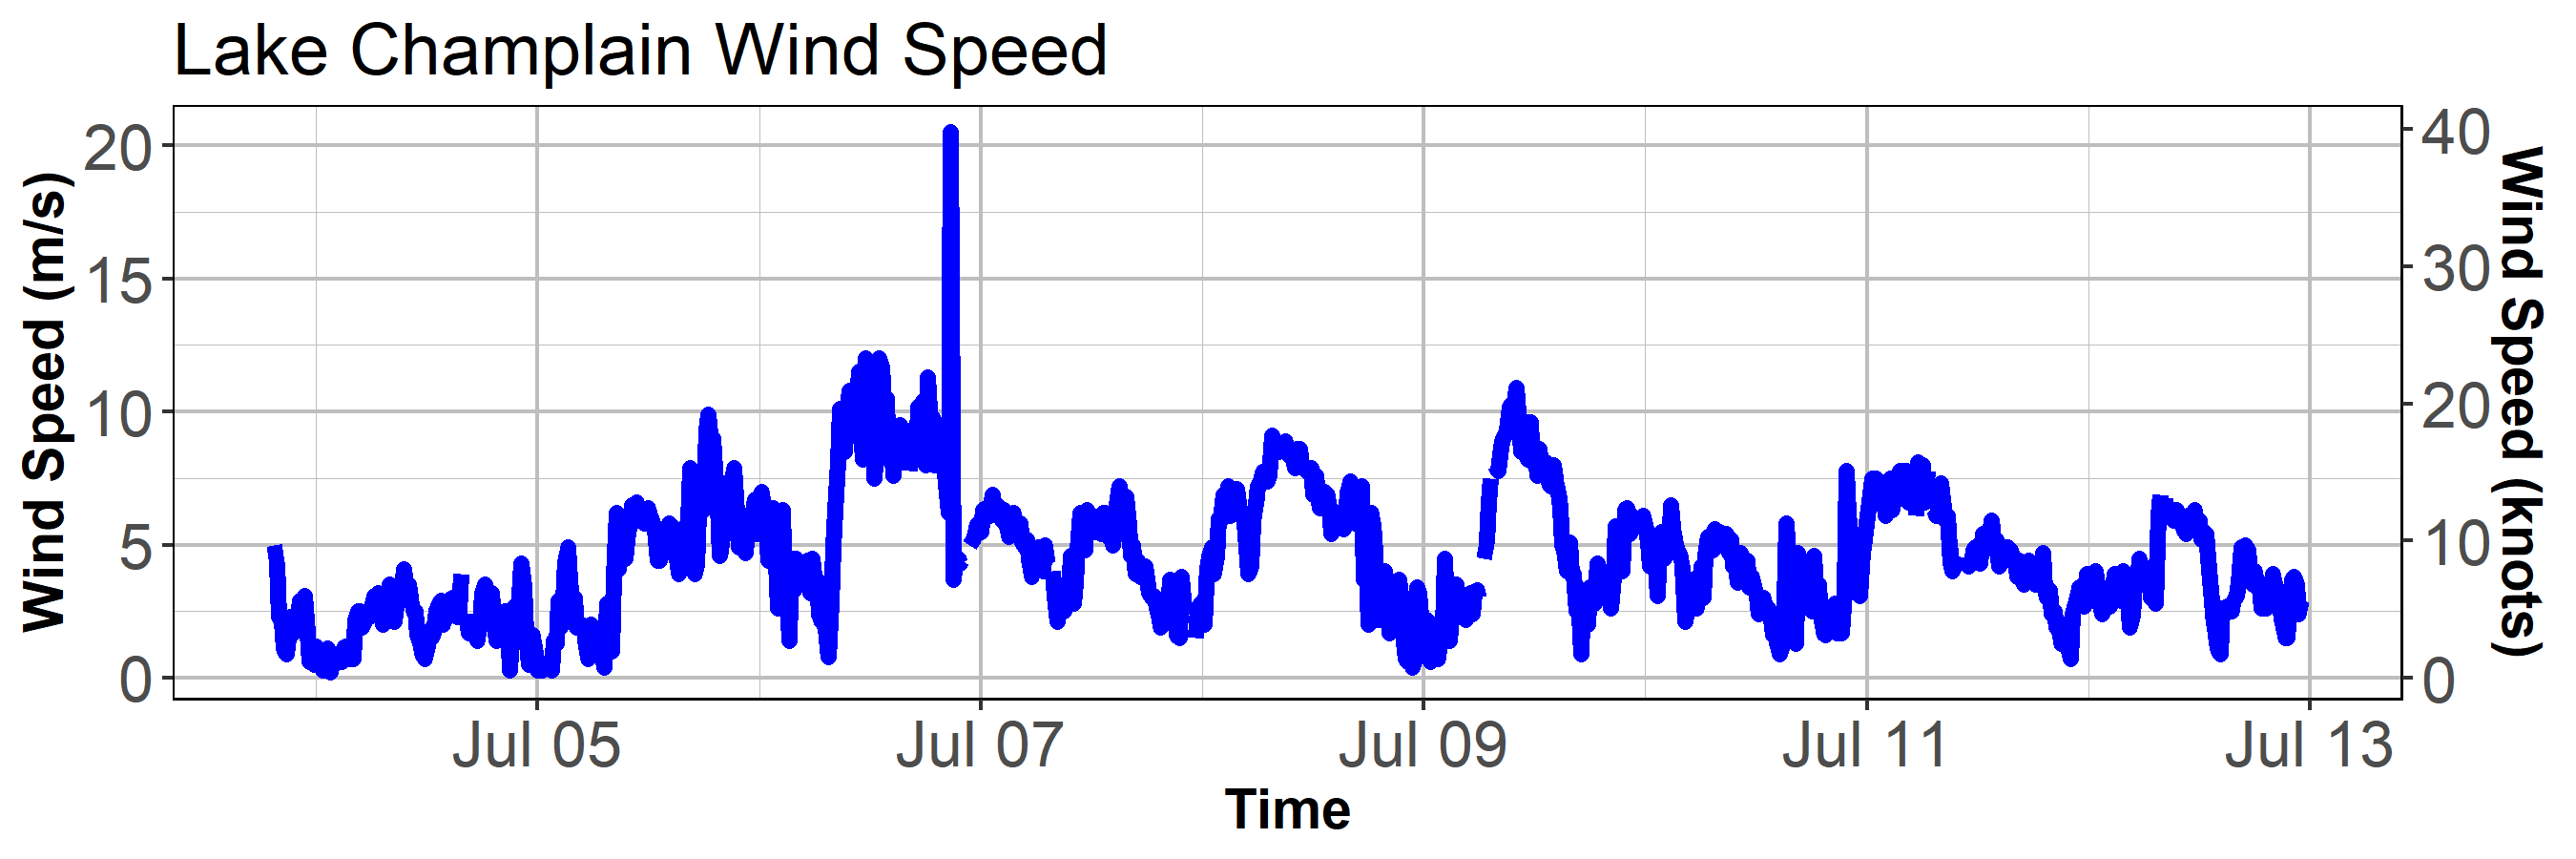 Lake Champlain Wind Speed
Wind Speed (m/s)
20
15
10
5
0
40
30
20
10
0
Wind Speed (knots)
Jul 05
Jul 07
Jul 09
Jul 11
Jul 13
Time